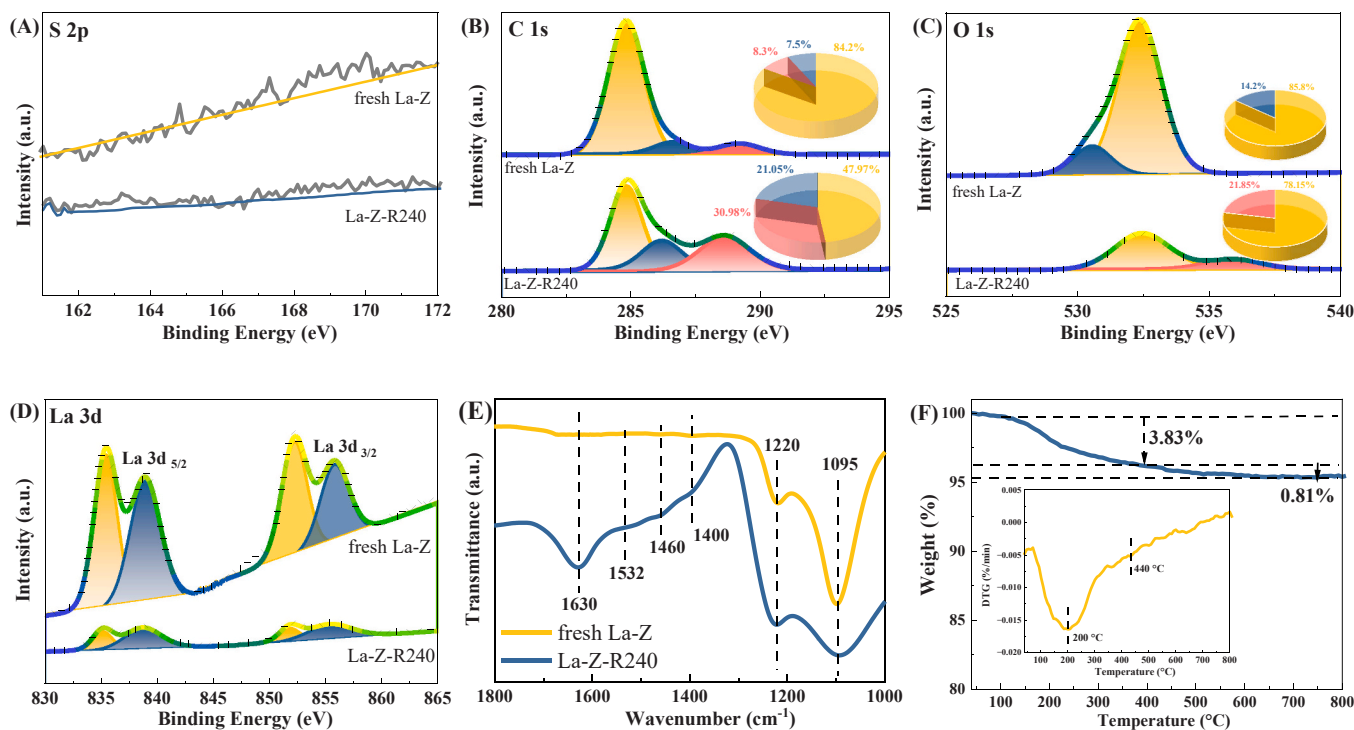 (A) S 2p
fresh La-Z
La-Z-R240
Intensity (a.u.)
162 164 166 168 170 172
Binding Energy (eV)
(B) C 1s
8.3% 7.5% 84.2%
fresh La-Z
21.05% 47.97%
30.98%
La-Z-R240
Intensity (a.u.)
280 285 290 295
Binding Energy (eV)
(C) O 1s
14.2% 85.8%
fresh La-Z
21.85% 78.15%
La-Z-R240
Intensity (a.u.)
525 530 535 540
Binding Energy (eV)
(D) La 3d
La 3d 5/2
La 3d 3/2
fresh La-Z
La-Z-R240
Intensity (a.u.)
830 835 840 845 850 855 860 865
Binding Energy (eV)
(E)
1220
1095
1400
1460
1532
1630
fresh La-Z
La-Z-R240
Transmittance (a.u.)
1800 1600 1400 1200 1000
Wavenumber (cm-1)
(F)
100
95
90
85
80
Weight (%)
3.83%
0.81%
0.005
0.000
−0.005
−0.010
−0.015
−0.020
DTG (%/min)
440 °C
200 °C
100 200 300 400 500 600 700 800
Temperature (°C)
100 200 300 400 500 600 700 800
Temperature (°C)